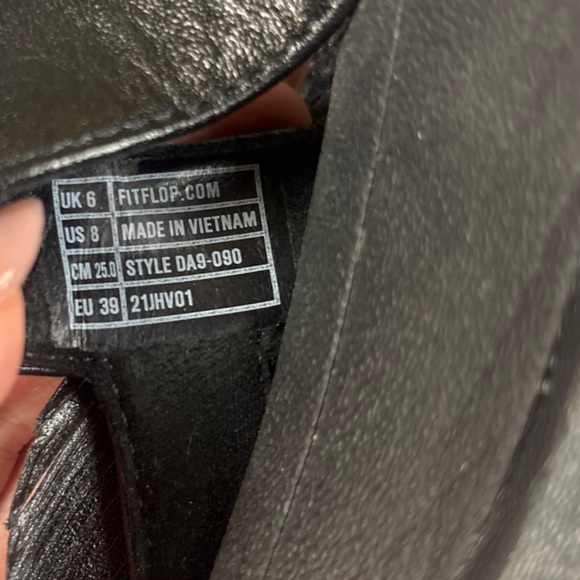 UK 6 FITFLOP.COM
US 8 MADE IN VIETNAM
CM 25.0 STYLE DA9-090
EU 39 21JHV01